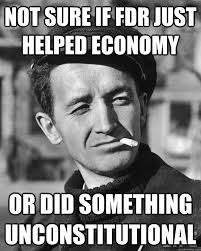 NOT SURE IF FDR JUST
HELPED ECONOMY
OR DID SOMETHING
UNCONSTITUTIONAL